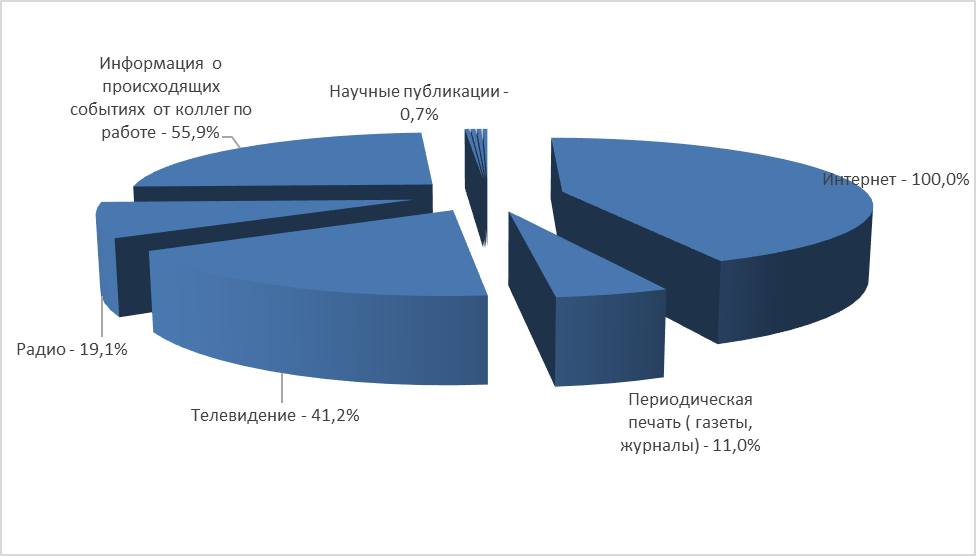 Информация о
происходящих
событиях от коллег по
работе - 55,9%
Научные публикации -
0,7%
Интернет - 100,0%
Радио - 19,1%
Телевидение - 41,2%
Периодическая
печать ( газеты,
журналы) - 11,0%